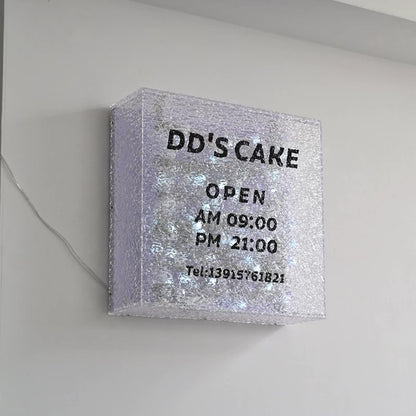 DD'S CAKE
OPEN
AM 09:00
PM 21:00
Tel:13915761821